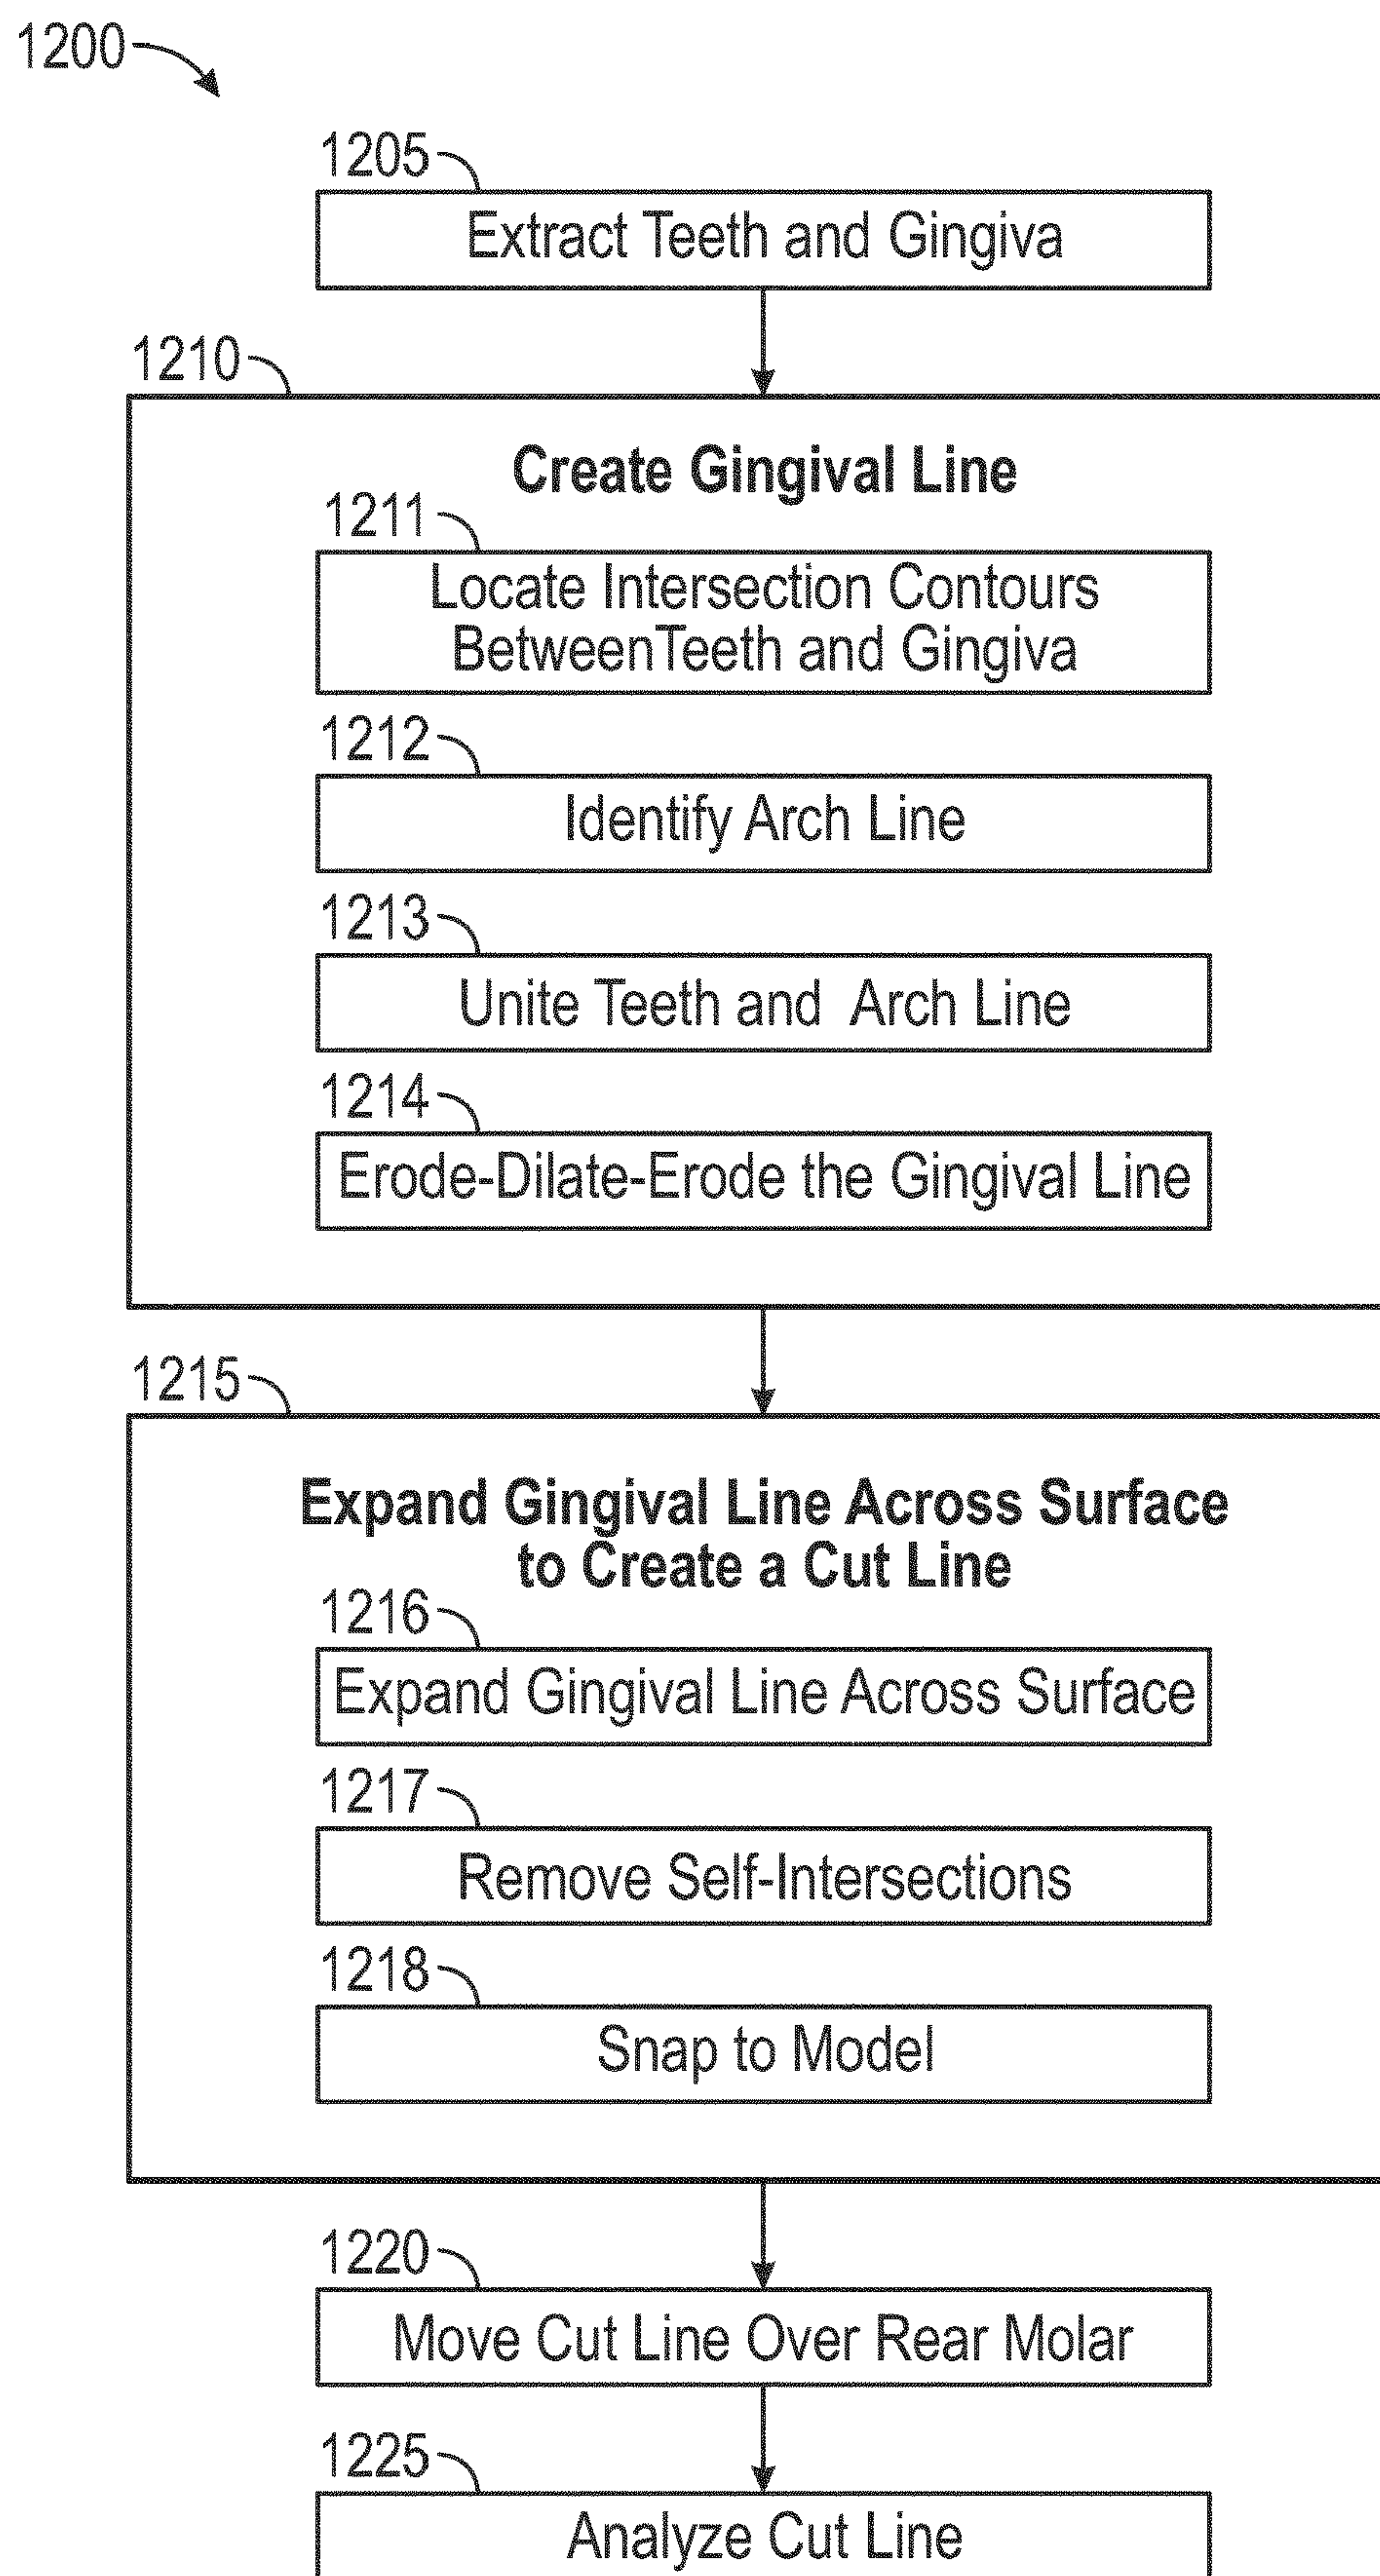 1200
1205
Extract Teeth and Gingiva
1210
Create Gingival Line
1211
Locate Intersection Contours
BetweenTeeth and Gingiva
1212
Identify Arch Line
1213
Unite Teeth and Arch Line
1214
Erode-Dilate-Erode the Gingival Line
1215
Expand Gingival Line Across Surface
to Create a Cut Line
1216
Expand Gingival Line Across Surface
1217
Remove Self-Intersections
1218
Snap to Model
1220
Move Cut Line Over Rear Molar
1225
Analyze Cut Line